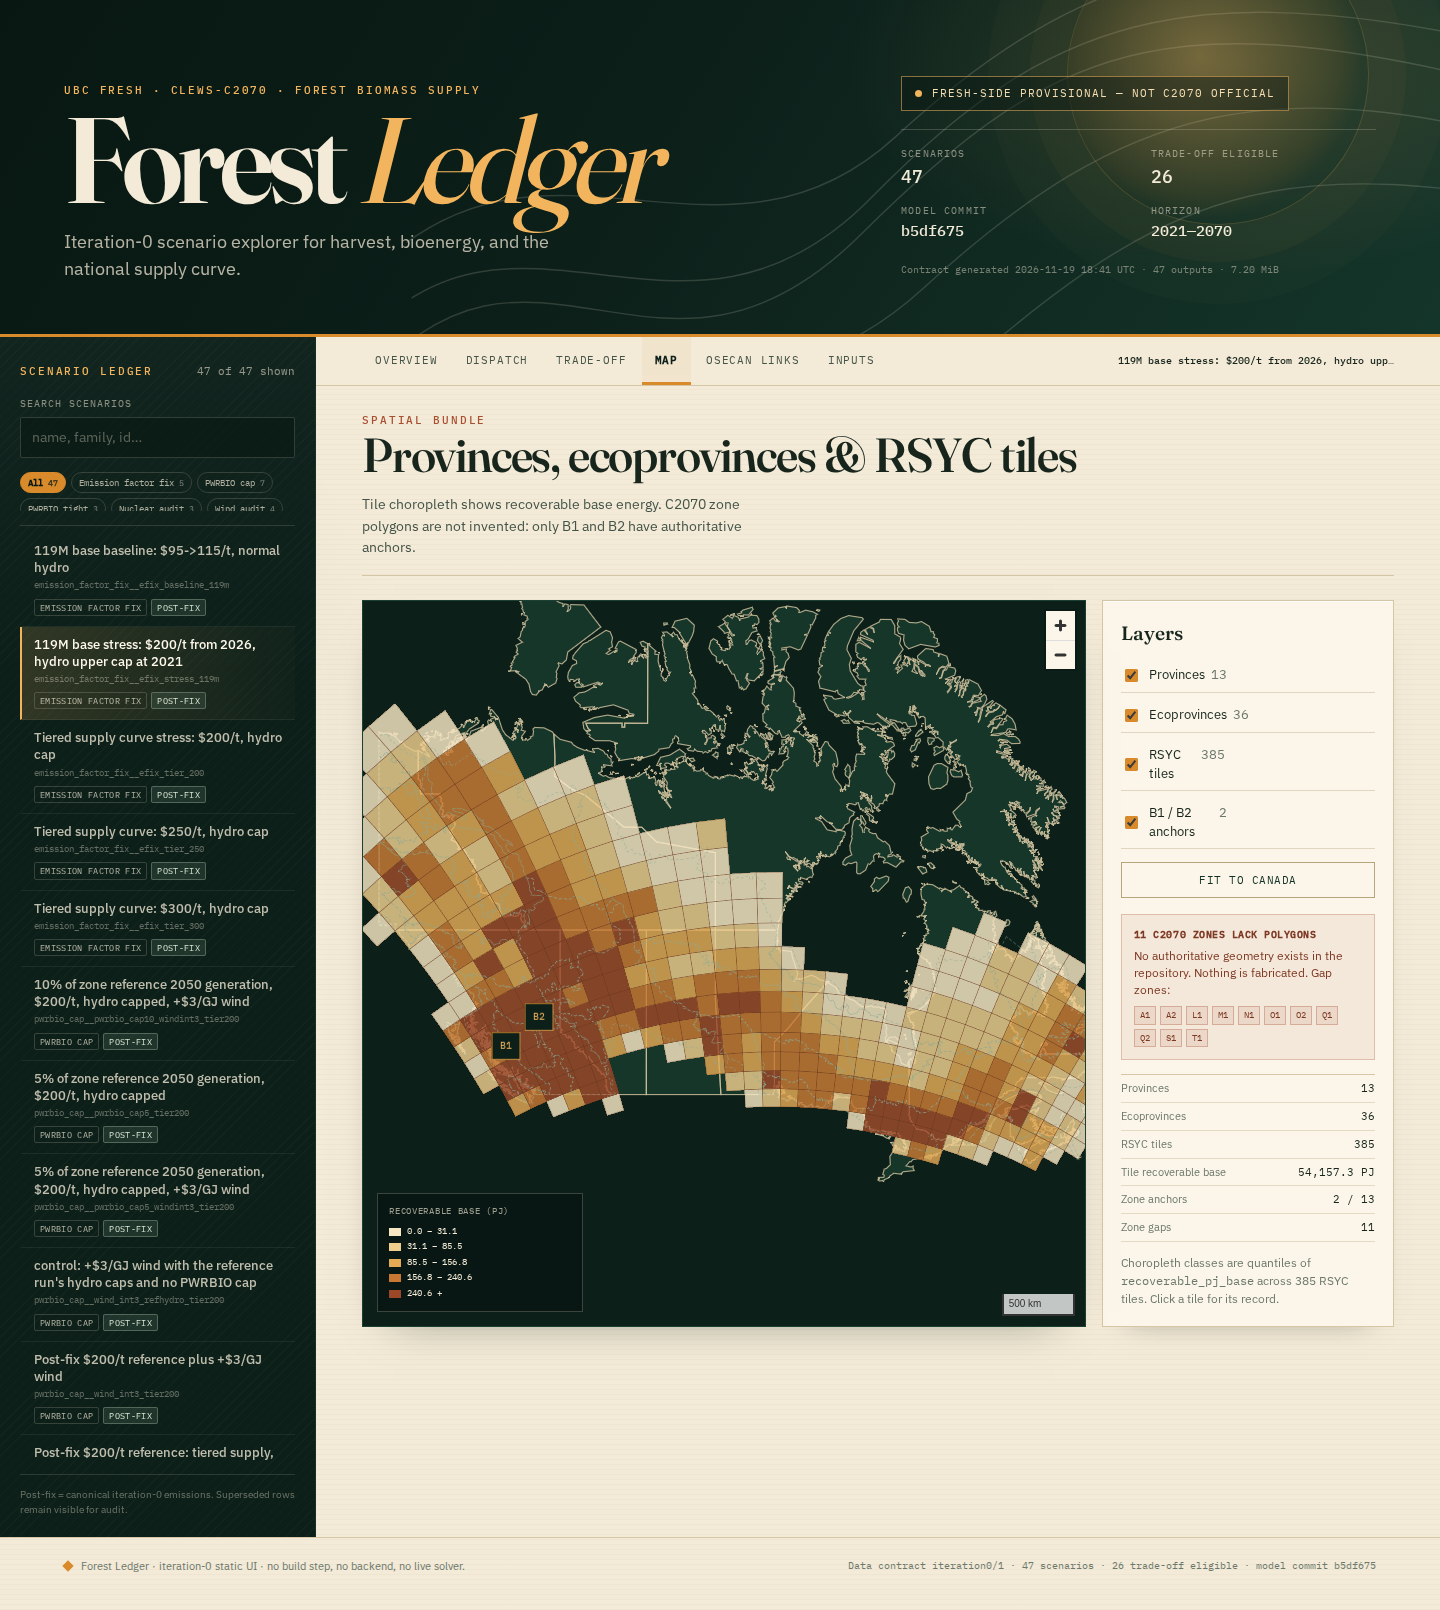 UBC FRESH · CLEWS-C2070 · FOREST BIOMASS SUPPLY
Forest Ledger
Iteration-0 scenario explorer for harvest, bioenergy, and the
national supply curve.
FRESH-SIDE PROVISIONAL — NOT C2070 OFFICIAL
SCENARIOS
47
TRADE-OFF ELIGIBLE
26
MODEL COMMIT
b5df675
HORIZON
2021—2070
Contract generated 2026-11-19 18:41 UTC · 47 outputs · 7.20 MiB
SCENARIO LEDGER
47 of 47 shown
SEARCH SCENARIOS
name, family, id…
All 47
Emission factor fix 5
PWRBIO cap 7
PWRBIO tight 3
Nuclear audit 3
Wind audit 4
119M base baseline: $95->115/t, normal
hydro
emission_factor_fix__efix_baseline_119m
EMISSION FACTOR FIX POST-FIX
119M base stress: $200/t from 2026,
hydro upper cap at 2021
emission_factor_fix__efix_stress_119m
EMISSION FACTOR FIX POST-FIX
Tiered supply curve stress: $200/t, hydro
cap
emission_factor_fix__efix_tier_200
EMISSION FACTOR FIX POST-FIX
Tiered supply curve: $250/t, hydro cap
emission_factor_fix__efix_tier_250
EMISSION FACTOR FIX POST-FIX
Tiered supply curve: $300/t, hydro cap
emission_factor_fix__efix_tier_300
EMISSION FACTOR FIX POST-FIX
10% of zone reference 2050 generation,
$200/t, hydro capped, +$3/GJ wind
pwrbio_cap__pwrbio_cap10_windint3_tier200
PWRBIO CAP POST-FIX
5% of zone reference 2050 generation,
$200/t, hydro capped
pwrbio_cap__pwrbio_cap5_tier200
PWRBIO CAP POST-FIX
5% of zone reference 2050 generation,
$200/t, hydro capped, +$3/GJ wind
pwrbio_cap__pwrbio_cap5_windint3_tier200
PWRBIO CAP POST-FIX
control: +$3/GJ wind with the reference
run's hydro caps and no PWRBIO cap
pwrbio_cap__wind_int3_refhydro_tier200
PWRBIO CAP POST-FIX
Post-fix $200/t reference plus +$3/GJ
wind
pwrbio_cap__wind_int3_tier200
PWRBIO CAP POST-FIX
Post-fix $200/t reference: tiered supply,
Post-fix = canonical iteration-0 emissions. Superseded rows
remain visible for audit.
OVERVIEW DISPATCH TRADE-OFF MAP OSECAN LINKS INPUTS
119M base stress: $200/t from 2026, hydro upp…
SPATIAL BUNDLE
Provinces, ecoprovinces & RSYC tiles
Tile choropleth shows recoverable base energy. C2070 zone
polygons are not invented: only B1 and B2 have authoritative
anchors.
+
−
B2
B1
RECOVERABLE BASE (PJ)
0.0 – 31.1
31.1 – 85.5
85.5 – 156.8
156.8 – 240.6
240.6 +
500 km
Layers
Provinces 13
Ecoprovinces 36
RSYC 385
tiles
B1 / B2 2
anchors
FIT TO CANADA
11 C2070 ZONES LACK POLYGONS
No authoritative geometry exists in the
repository. Nothing is fabricated. Gap
zones:
A1 A2 L1 M1 N1 O1 O2 Q1
Q2 S1 T1
Provinces 13
Ecoprovinces 36
RSYC tiles 385
Tile recoverable base 54,157.3 PJ
Zone anchors 2 / 13
Zone gaps 11
Choropleth classes are quantiles of
recoverable_pj_base across 385 RSYC
tiles. Click a tile for its record.
Forest Ledger · iteration-0 static UI · no build step, no backend, no live solver.
Data contract iteration0/1 · 47 scenarios · 26 trade-off eligible · model commit b5df675